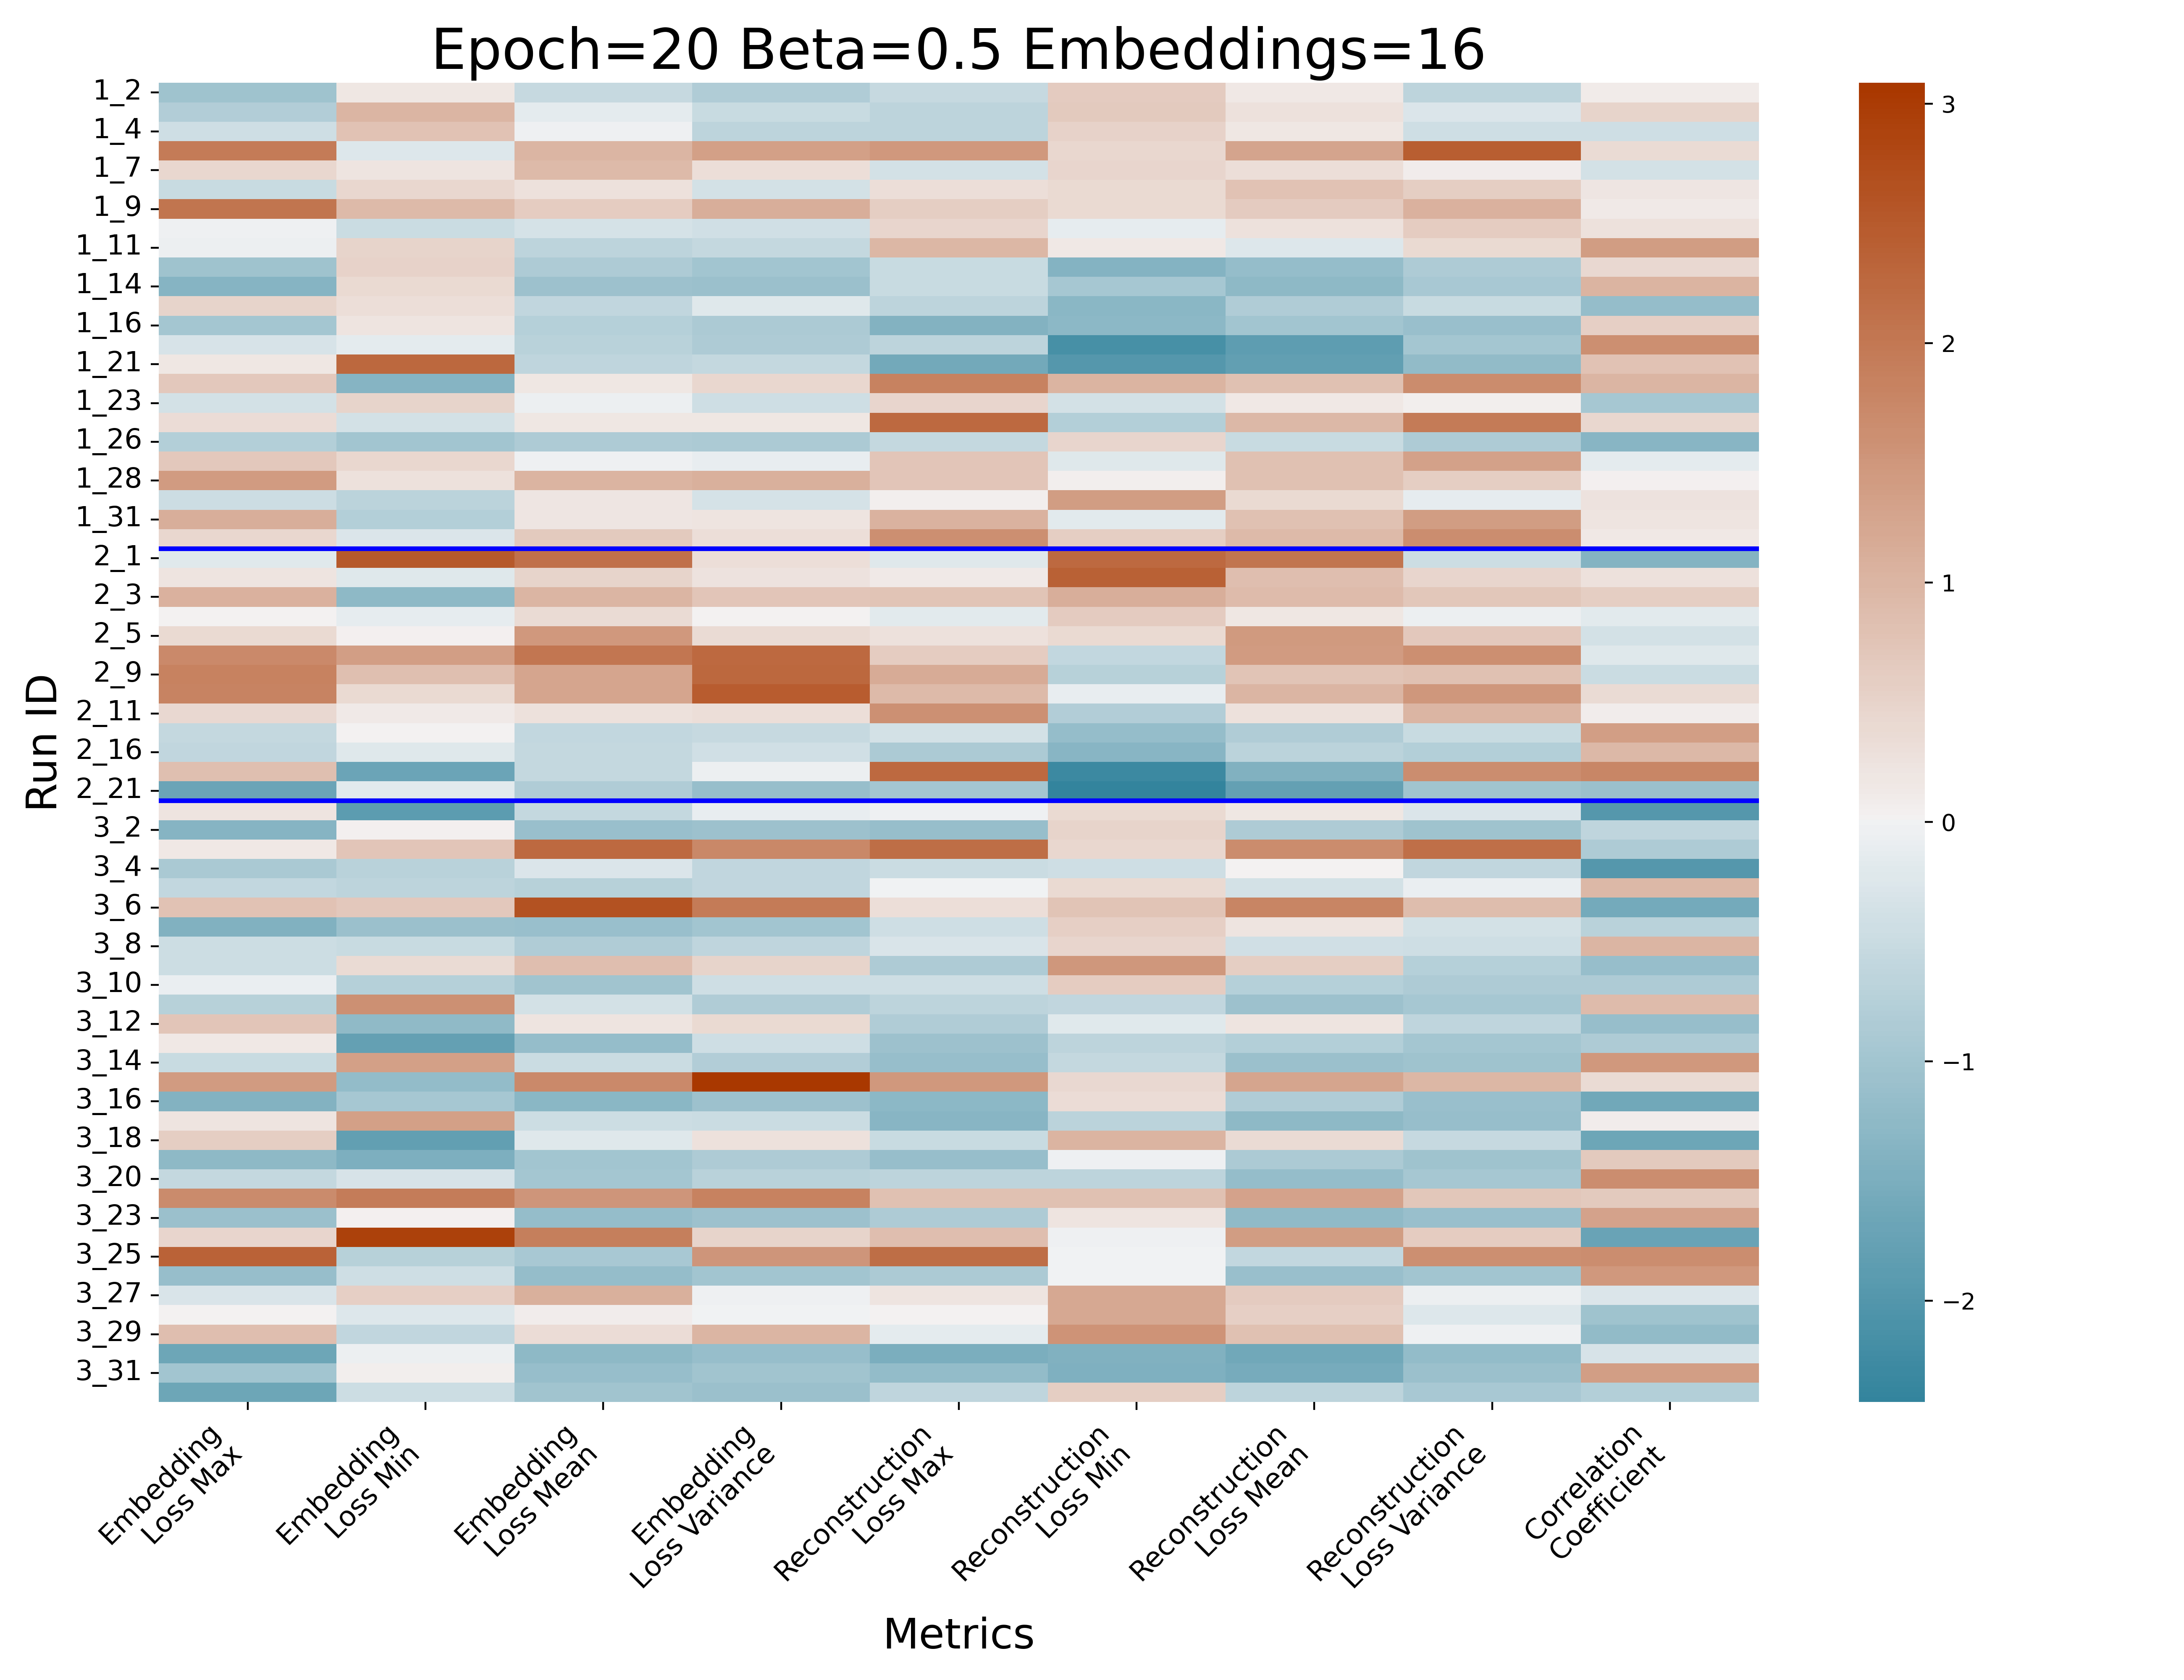 Epoch=20 Beta=0.5 Embeddings=16
Run ID
1_2
1_4
1_7
1_9
1_11
1_14
1_16
1_21
1_23
1_26
1_28
1_31
2_1
2_3
2_5
2_9
2_11
2_16
2_21
3_2
3_4
3_6
3_8
3_10
3_12
3_14
3_16
3_18
3_20
3_23
3_25
3_27
3_29
3_31
3
2
1
0
−1
−2
Embedding
Loss Max
Embedding
Loss Min
Embedding
Loss Mean
Embedding
Loss Variance
Reconstruction
Loss Max
Reconstruction
Loss Min
Reconstruction
Loss Mean
Reconstruction
Loss Variance
Correlation
Coefficient
Metrics